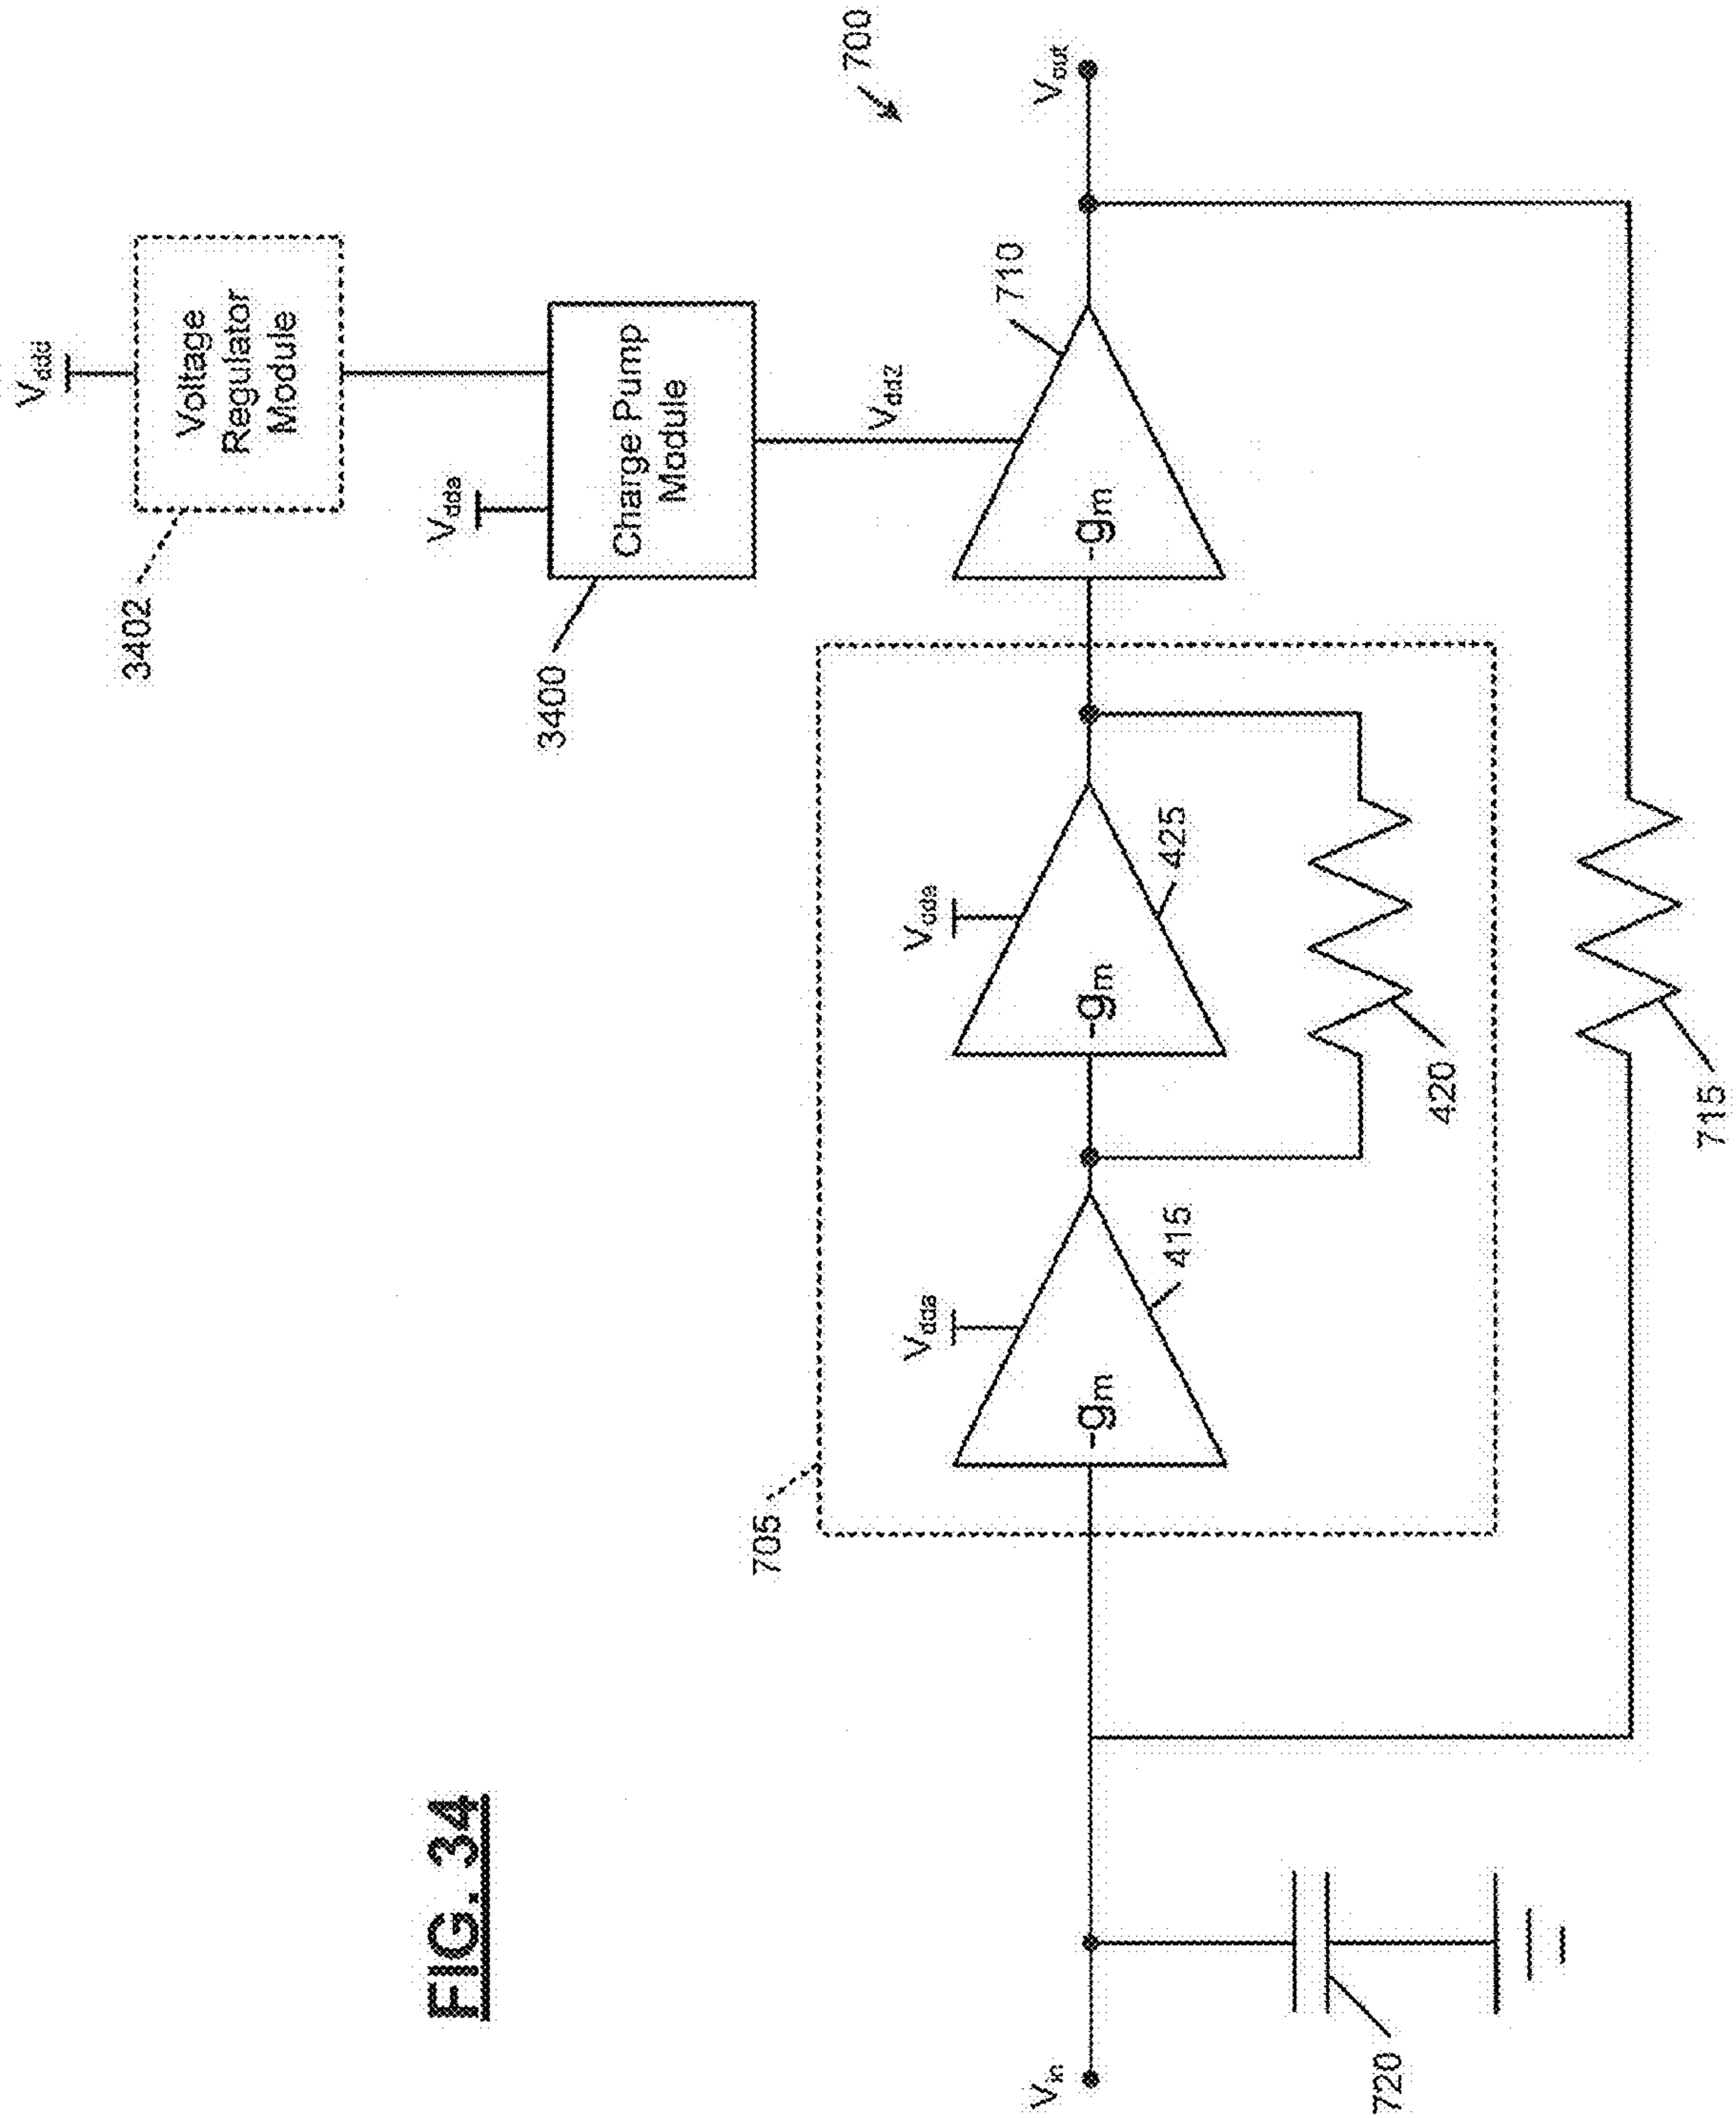 FIG. 34
Vddd
Voltage
Regulator
Module
3402
Vdda
Charge Pump
Module
3400
Vdd2
700
705
Vdda
-gm
415
Vdda
-gm
425
420
-gm
710
Vin
Vout
720
715